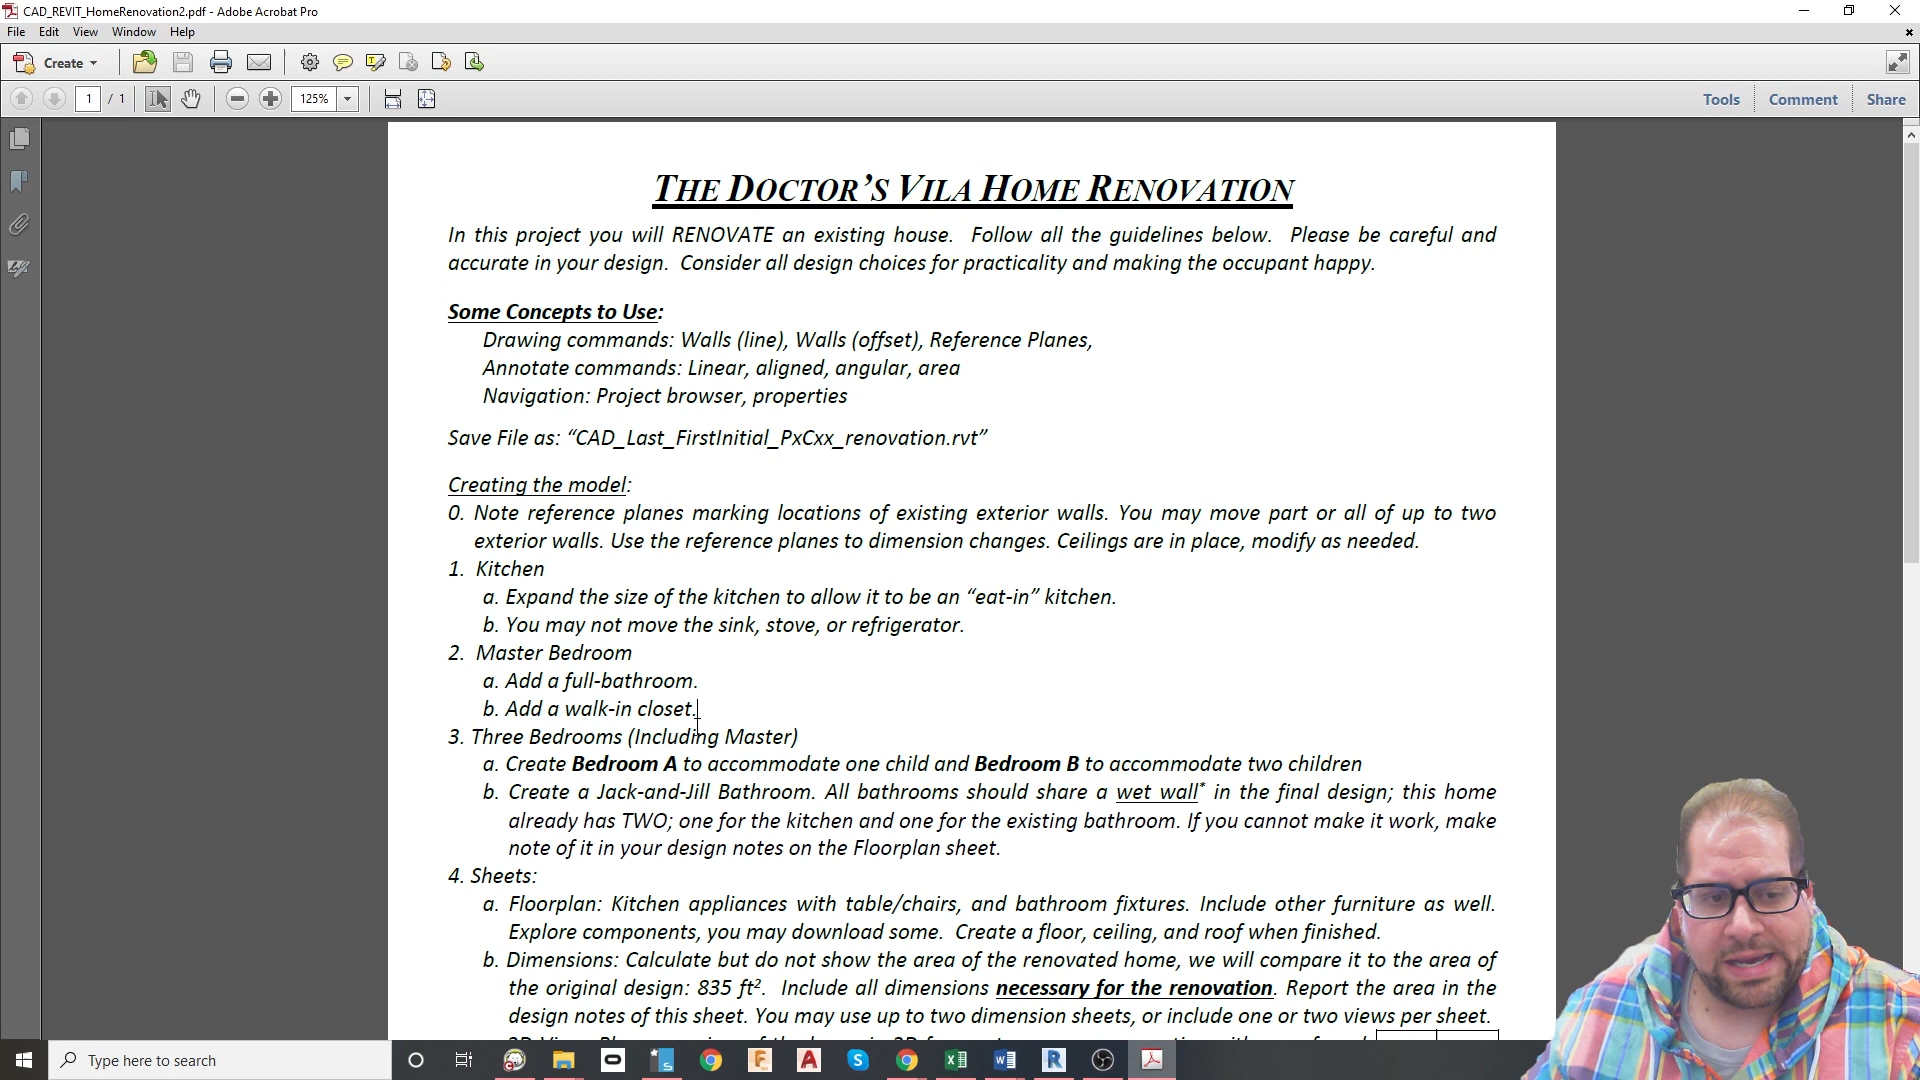 CAD_REVIT_HomeRenovation2.pdf - Adobe Acrobat Pro
File Edit View Window Help
Create
1 / 1 125% Tools Comment Share
THE DOCTOR'S VILA HOME RENOVATION
In this project you will RENOVATE an existing house. Follow all the guidelines below. Please be careful and
accurate in your design. Consider all design choices for practicality and making the occupant happy.
Some Concepts to Use:
Drawing commands: Walls (line), Walls (offset), Reference Planes,
Annotate commands: Linear, aligned, angular, area
Navigation: Project browser, properties
Save File as: “CAD_Last_FirstInitial_PxCxx_renovation.rvt”
Creating the model:
0. Note reference planes marking locations of existing exterior walls. You may move part or all of up to two
exterior walls. Use the reference planes to dimension changes. Ceilings are in place, modify as needed.
1. Kitchen
a. Expand the size of the kitchen to allow it to be an “eat-in” kitchen.
b. You may not move the sink, stove, or refrigerator.
2. Master Bedroom
a. Add a full-bathroom.
b. Add a walk-in closet.
3. Three Bedrooms (Including Master)
a. Create Bedroom A to accommodate one child and Bedroom B to accommodate two children
b. Create a Jack-and-Jill Bathroom. All bathrooms should share a wet wall* in the final design; this home
already has TWO; one for the kitchen and one for the existing bathroom. If you cannot make it work, make
note of it in your design notes on the Floorplan sheet.
4. Sheets:
a. Floorplan: Kitchen appliances with table/chairs, and bathroom fixtures. Include other furniture as well.
Explore components, you may download some. Create a floor, ceiling, and roof when finished.
b. Dimensions: Calculate but do not show the area of the renovated home, we will compare it to the area of
the original design: 835 ft². Include all dimensions necessary for the renovation. Report the area in the
design notes of this sheet. You may use up to two dimension sheets, or include one or two views per sheet.
Type here to search